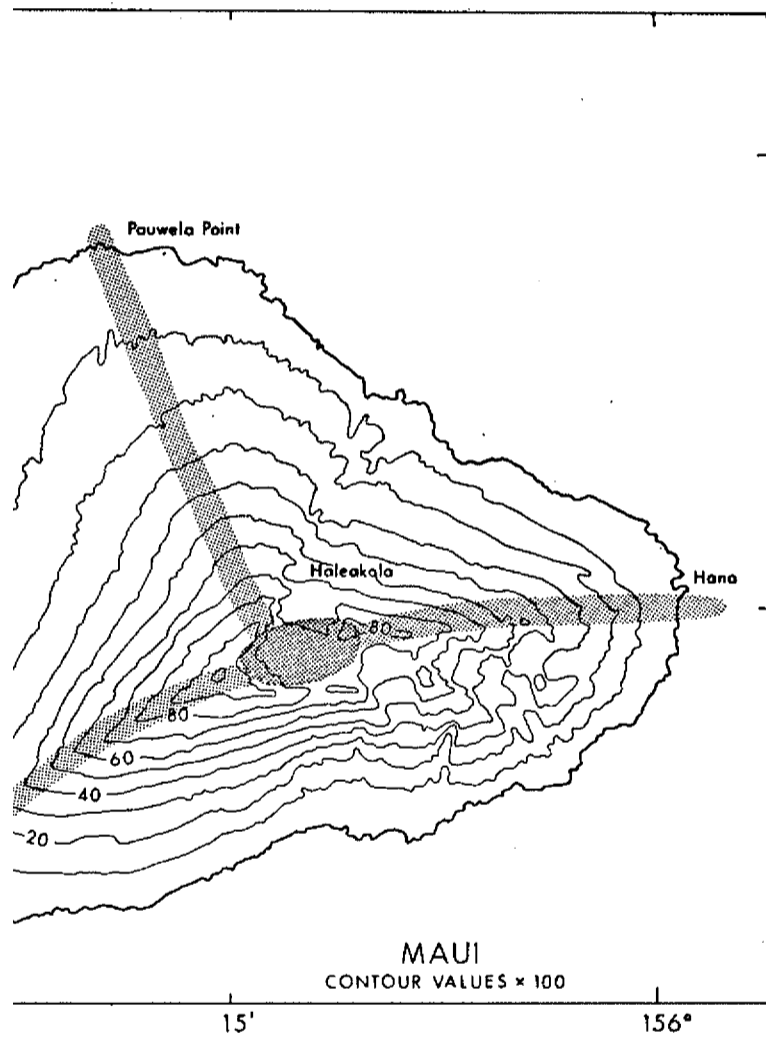 Pauwela Point
Haleakala
Hana
80
80
60
40
20
MAUI
CONTOUR VALUES × 100
15'
156°